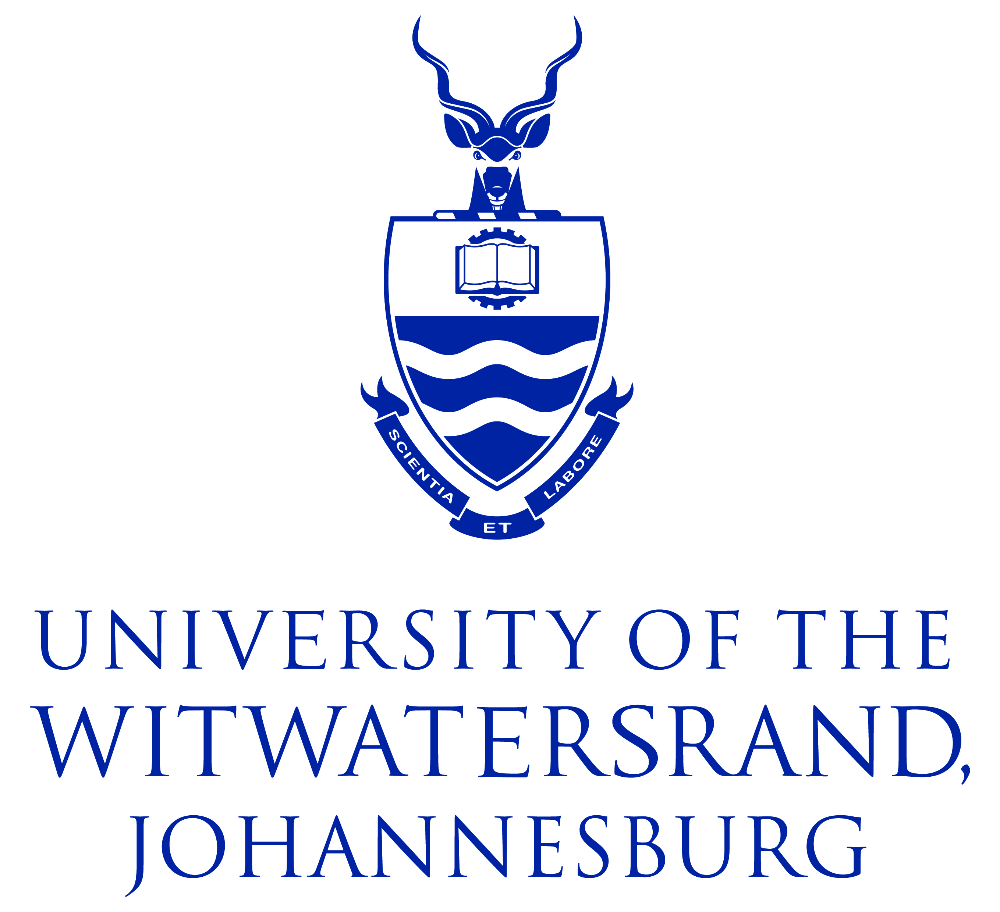 SCIENTIA
ET
LABORE
UNIVERSITY OF THE
WITWATERSRAND,
JOHANNESBURG